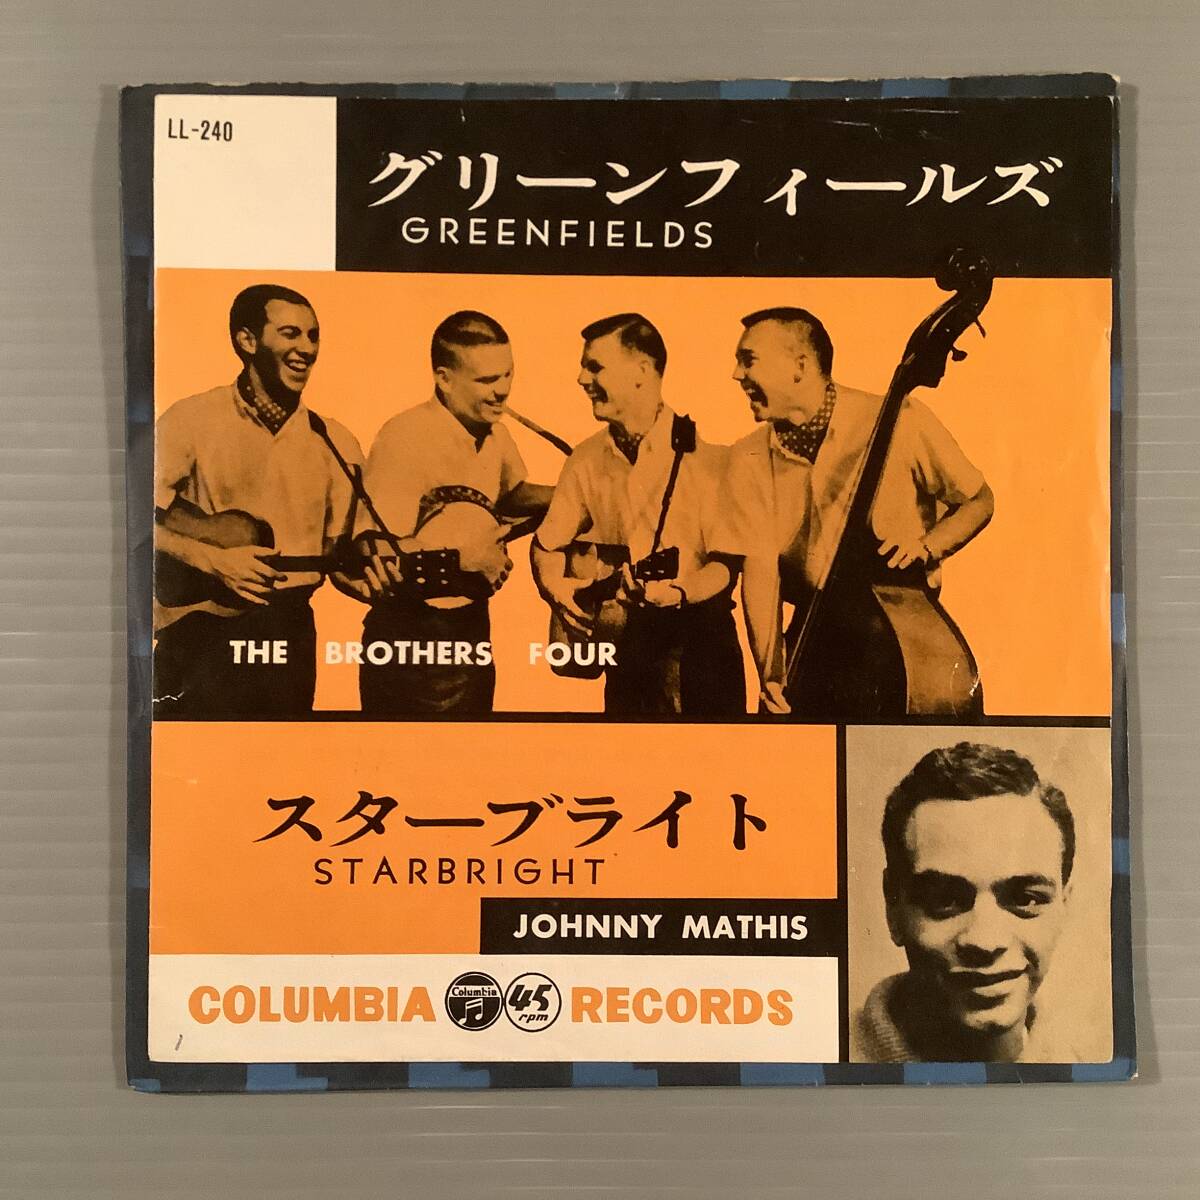 LL-240
グリーンフィールズ
GREENFIELDS
THE BROTHERS FOUR
スターブライト
STARBRIGHT
JOHNNY MATHIS
COLUMBIA Columbia 45 rpm RECORDS